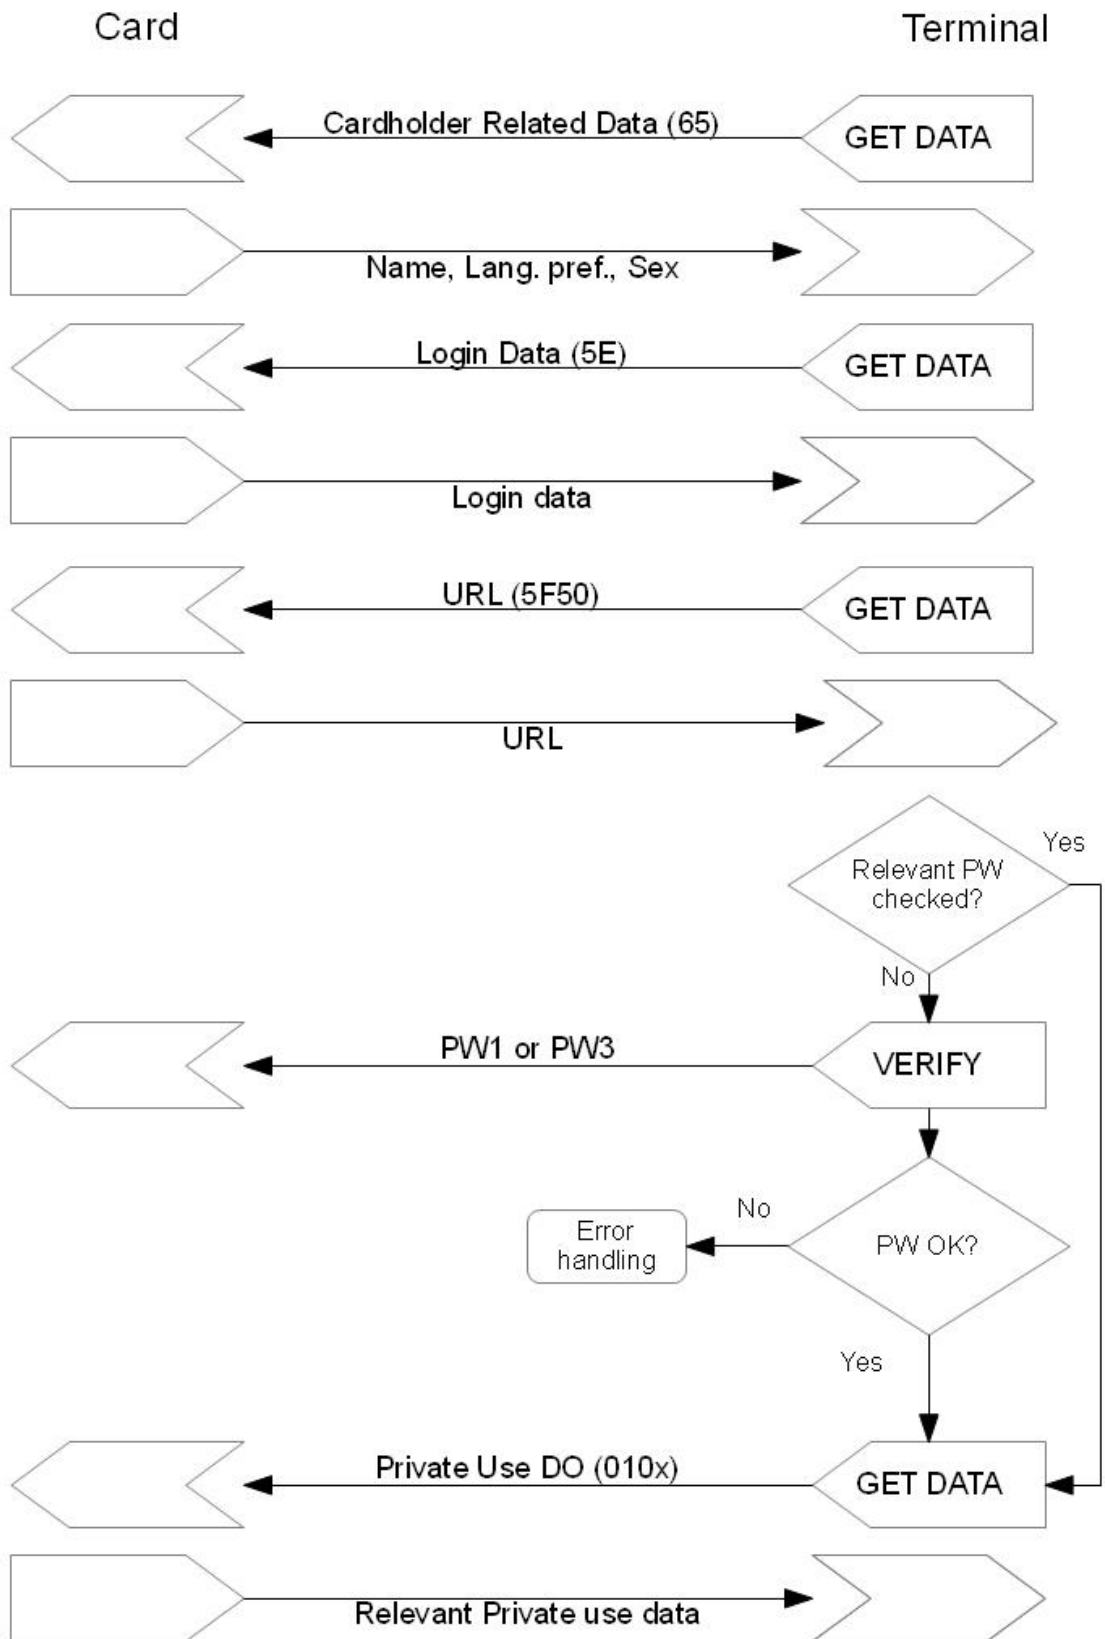 Card
Terminal
Cardholder Related Data (65)
GET DATA
Name, Lang. pref., Sex
Login Data (5E)
GET DATA
Login data
URL (5F50)
GET DATA
URL
Yes
Relevant PW
checked?
No
PW1 or PW3
VERIFY
No
Error
handling
PW OK?
Yes
Private Use DO (010x)
GET DATA
Relevant Private use data